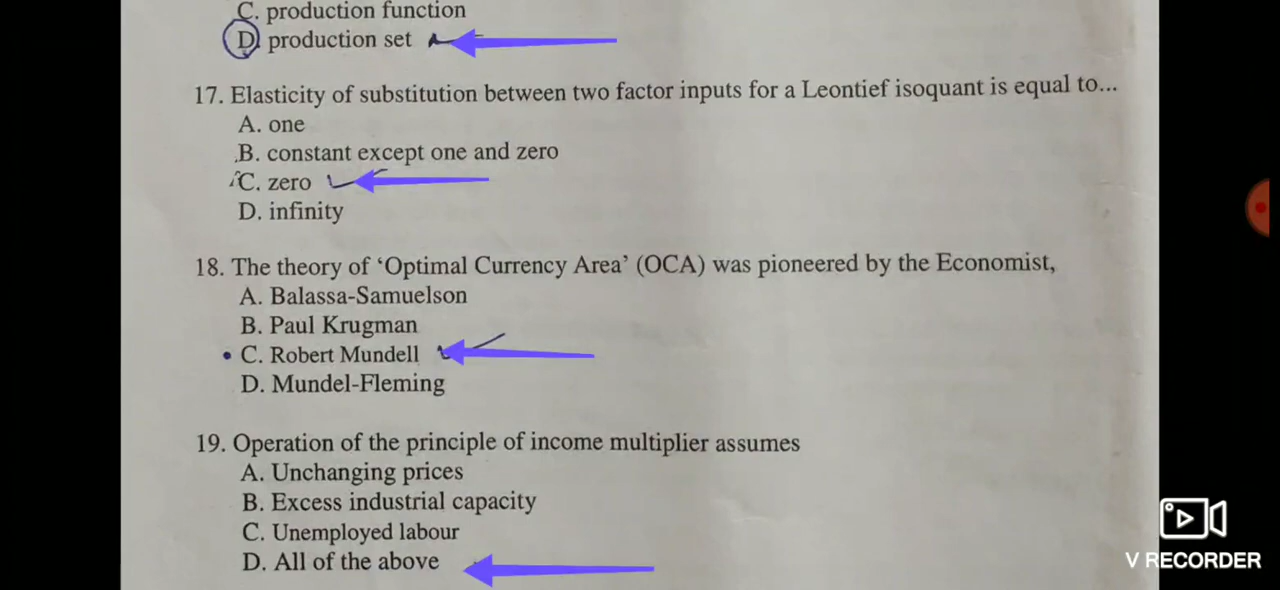 C. production function
D production set
17. Elasticity of substitution between two factor inputs for a Leontief isoquant is equal to...
A. one
B. constant except one and zero
C. zero
D. infinity
18. The theory of ‘Optimal Currency Area’ (OCA) was pioneered by the Economist,
A. Balassa-Samuelson
B. Paul Krugman
C. Robert Mundell
D. Mundel-Fleming
19. Operation of the principle of income multiplier assumes
A. Unchanging prices
B. Excess industrial capacity
C. Unemployed labour
D. All of the above
V RECORDER